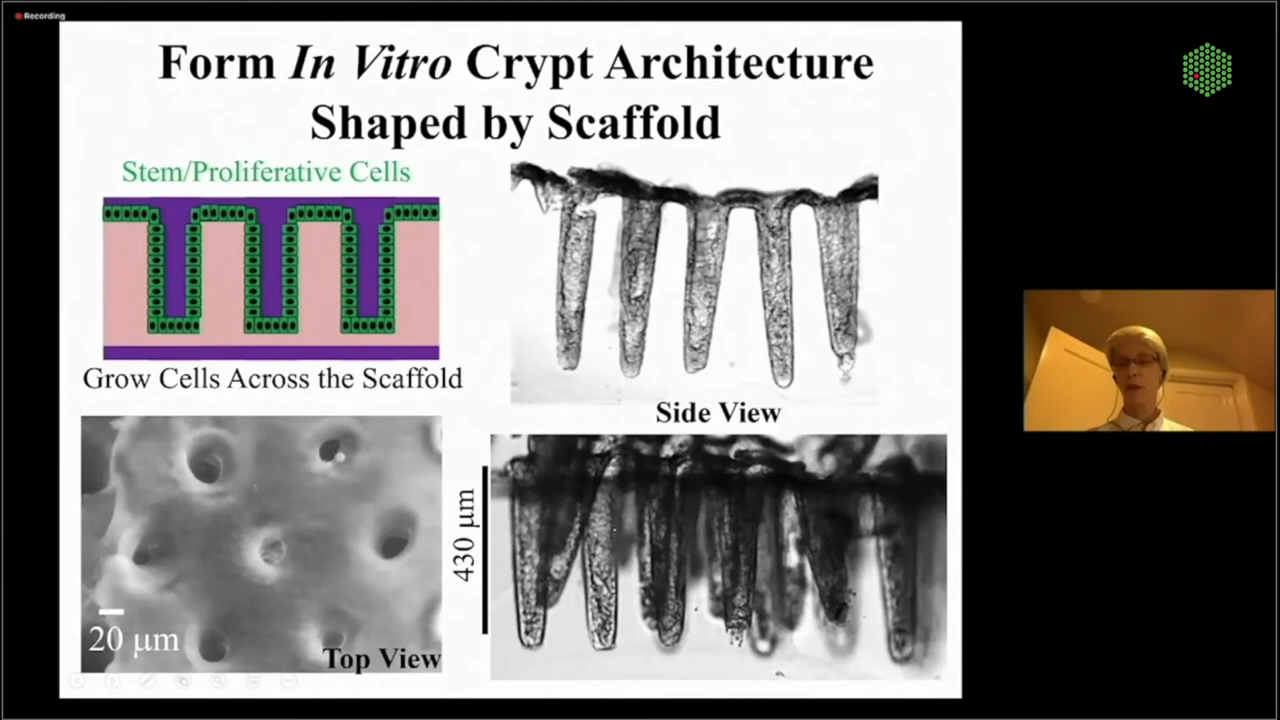 Recording
Form In Vitro Crypt Architecture
Shaped by Scaffold
Stem/Proliferative Cells
Grow Cells Across the Scaffold
Side View
430 µm
20 µm
Top View